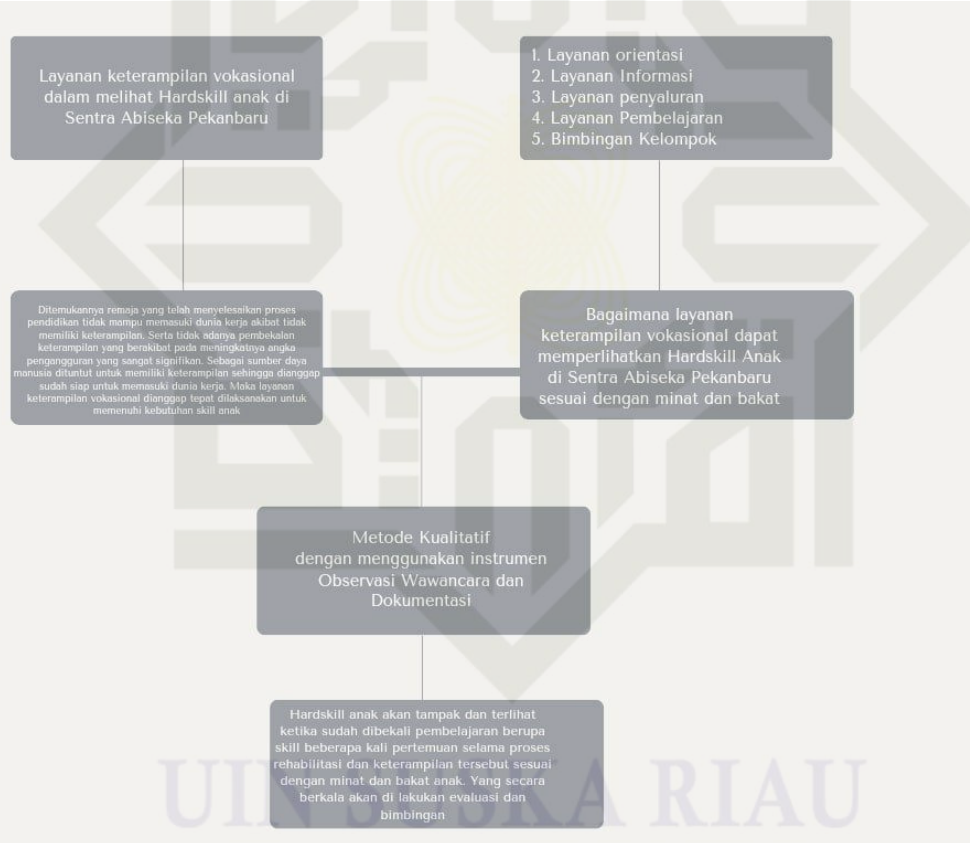 Layanan keterampilan vokasional
dalam melihat Hardskill anak di
Sentra Abiseka Pekanbaru
1. Layanan orientasi
2. Layanan Informasi
3. Layanan penyaluran
4. Layanan Pembelajaran
5. Bimbingan Kelompok
Ditemukannya remaja yang telah menyelesaikan proses
pendidikan tidak mampu memasuki dunia kerja akibat tidak
memiliki keterampilan. Serta tidak adanya pembekalan
keterampilan yang berakibat pada meningkatnya angka
pengangguran yang sangat signifikan. Sebagai sumber daya
manusia dituntut untuk memiliki keterampilan sehingga dianggap
sudah siap untuk memasuki dunia kerja. Maka layanan
keterampilan vokasional dianggap tepat dilaksanakan untuk
memenuhi kebutuhan skill anak
Bagaimana layanan
keterampilan vokasional dapat
memperlihatkan Hardskill Anak
di Sentra Abiseka Pekanbaru
sesuai dengan minat dan bakat
Metode Kualitatif
dengan menggunakan instrumen
Observasi Wawancara dan
Dokumentasi
Hardskill anak akan tampak dan terlihat
ketika sudah dibekali pembelajaran berupa
skill beberapa kali pertemuan selama proses
rehabilitasi dan keterampilan tersebut sesuai
dengan minat dan bakat anak. Yang secara
berkala akan di lakukan evaluasi dan
bimbingan
UIN SUSKA RIAU